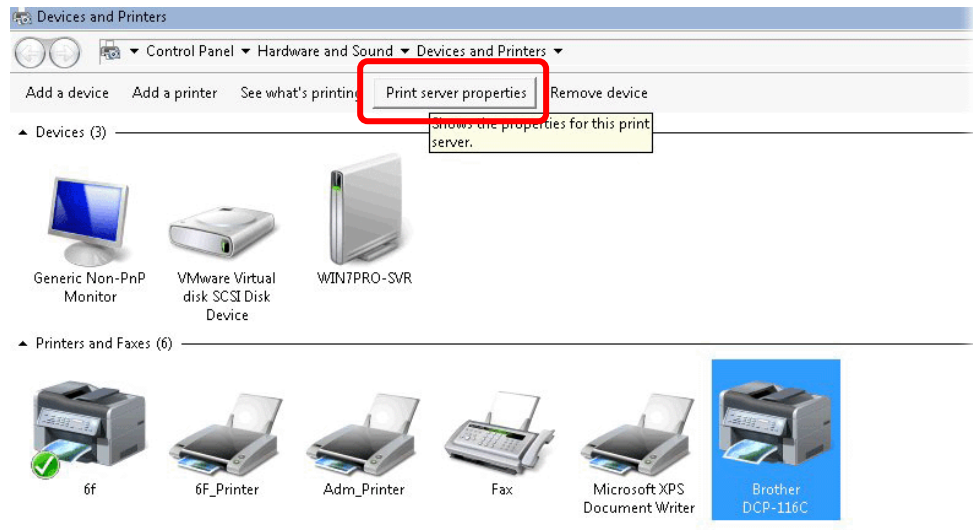 Devices and Printers
Control Panel ▾ Hardware and Sound ▾ Devices and Printers ▾
Add a device Add a printer See what's printing Print server properties Remove device
Shows the properties for this print
server.
Devices (3)
Generic Non-PnP
Monitor
VMware Virtual
disk SCSI Disk
Device
WIN7PRO-SVR
Printers and Faxes (6)
6f
6F_Printer
Adm_Printer
Fax
Microsoft XPS
Document Writer
Brother
DCP-116C